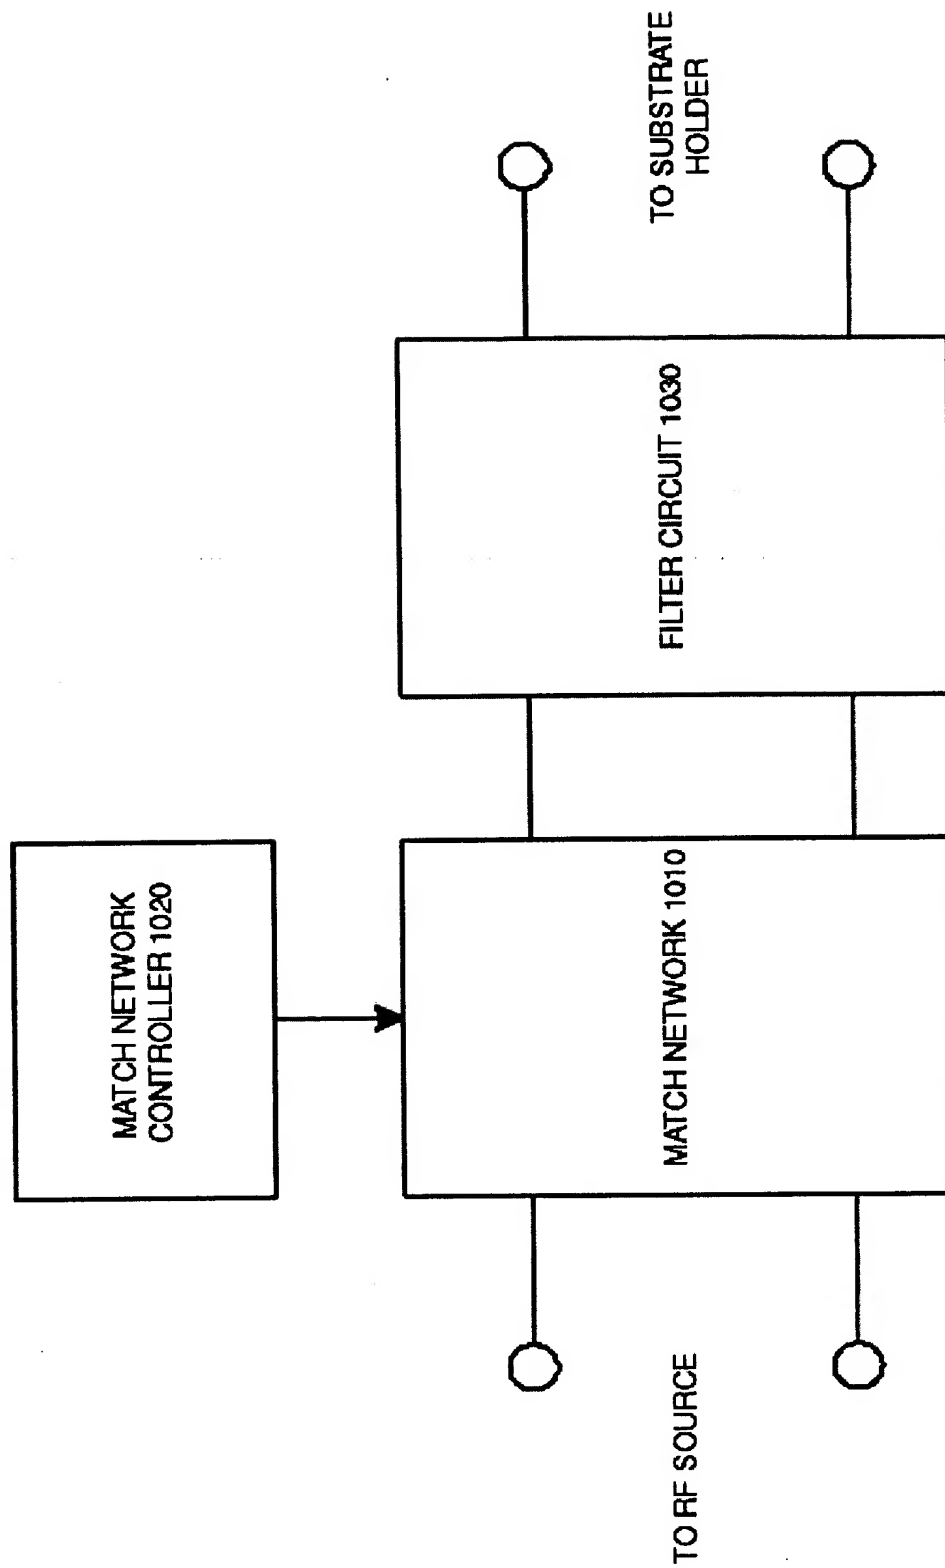 MATCH NETWORK
CONTROLLER 1020
TO RF SOURCE
MATCH NETWORK 1010
FILTER CIRCUIT 1030
TO SUBSTRATE
HOLDER